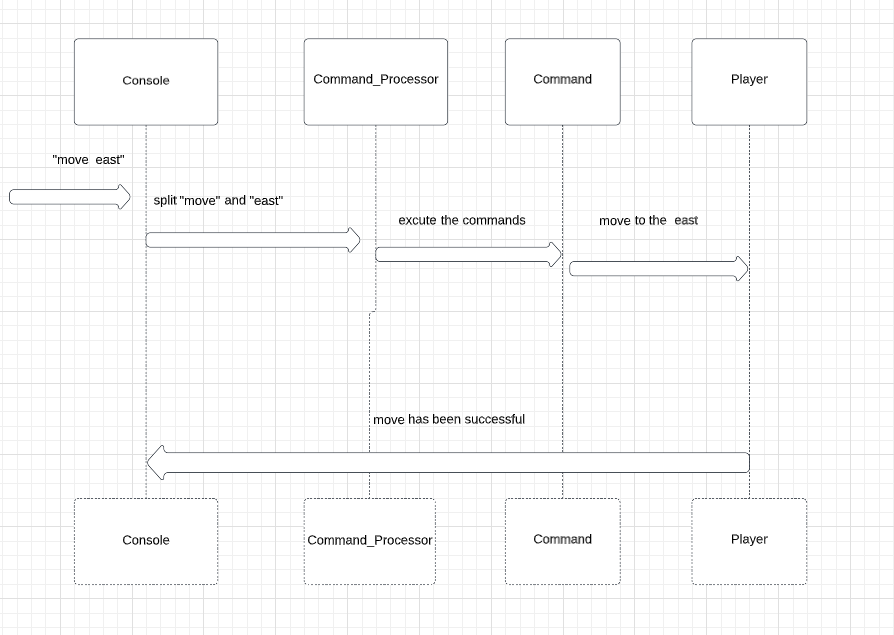 Console
Command_Processor
Command
Player
"move east"
split "move" and "east"
excute the commands
move to the east
move has been successful
Console
Command_Processor
Command
Player